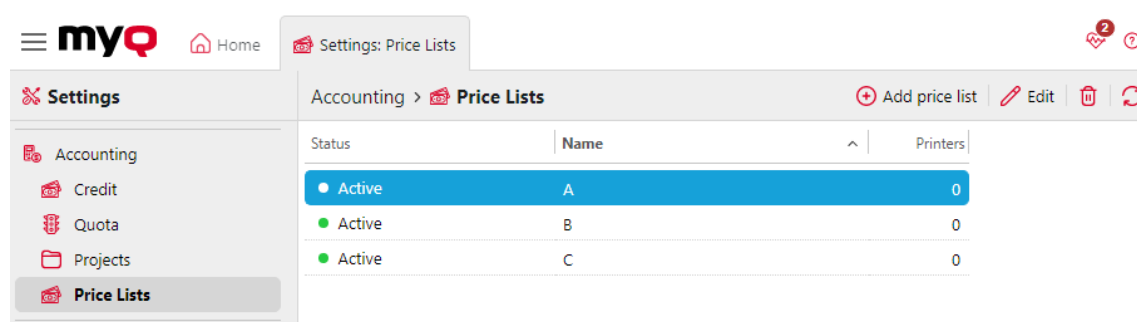 myQ Home Settings: Price Lists 2
Settings Accounting > Price Lists Add price list Edit
Status Name Printers
Accounting
Credit
Quota
Projects
Price Lists
Active A 0
Active B 0
Active C 0